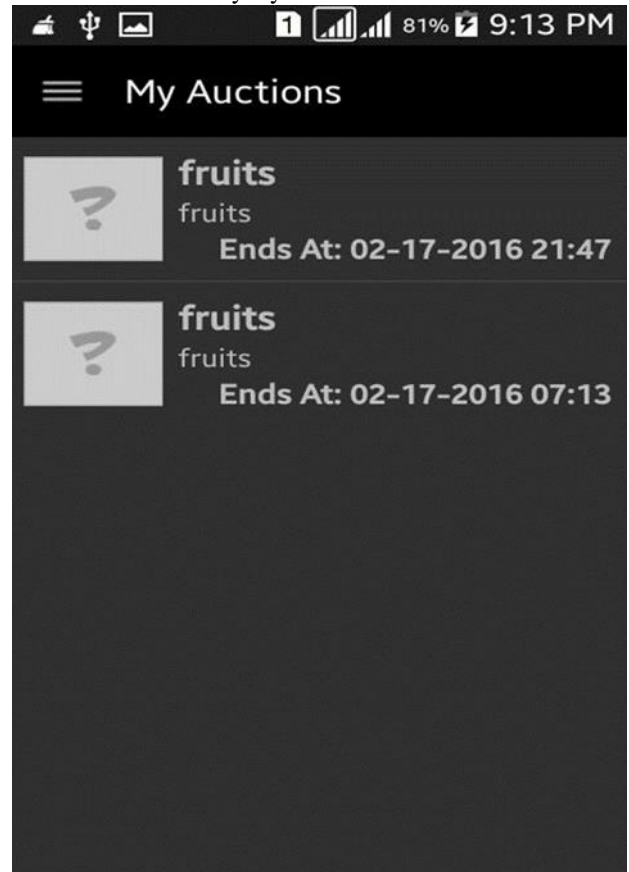 1 81% 9:13 PM
My Auctions
fruits
fruits
Ends At: 02-17-2016 21:47
fruits
fruits
Ends At: 02-17-2016 07:13